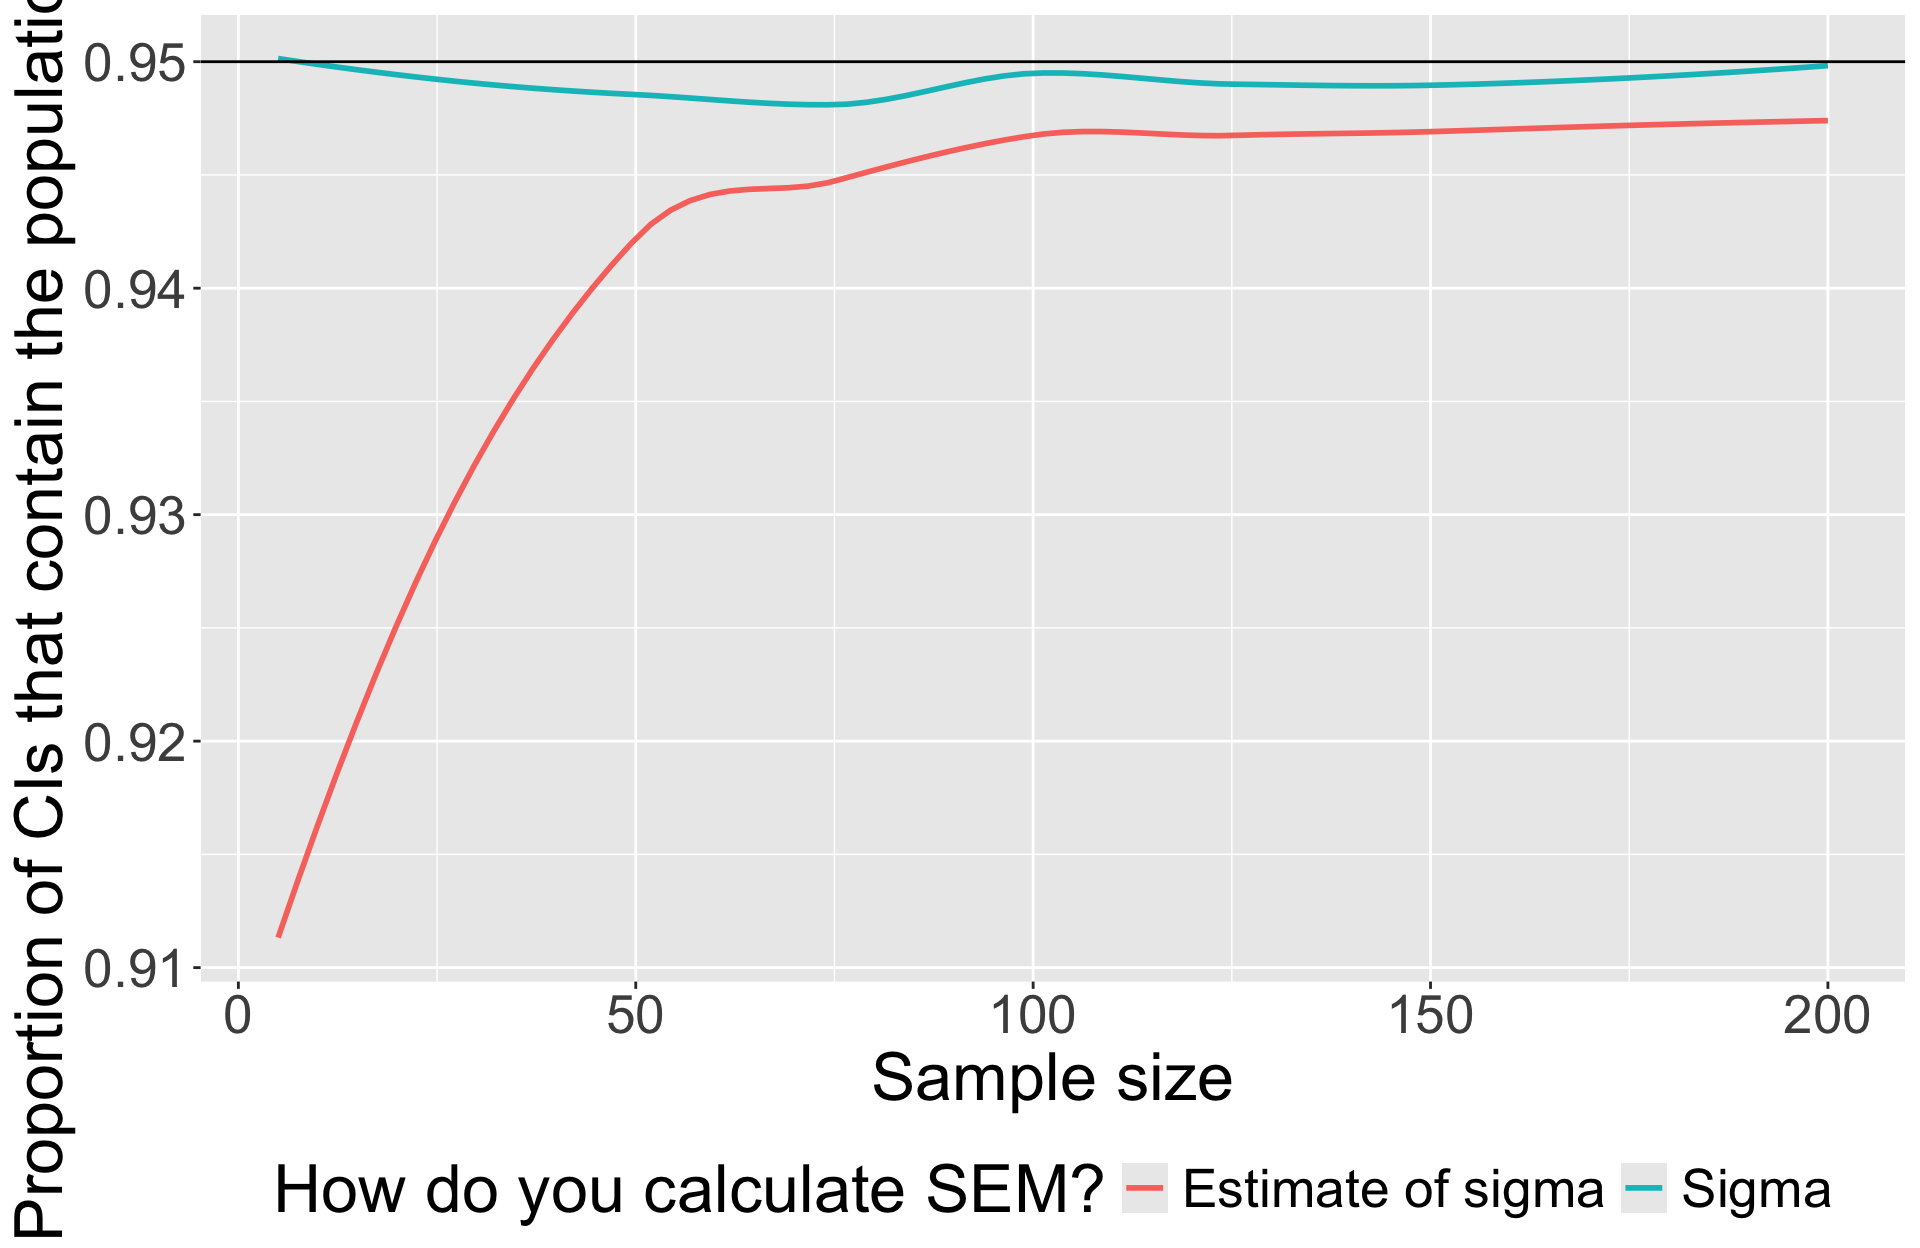 Proportion of CIs that contain the
0.95
0.94
0.93
0.92
0.91
0 50 100 150 200
Sample size
How do you calculate SEM? Estimate of sigma Sigma